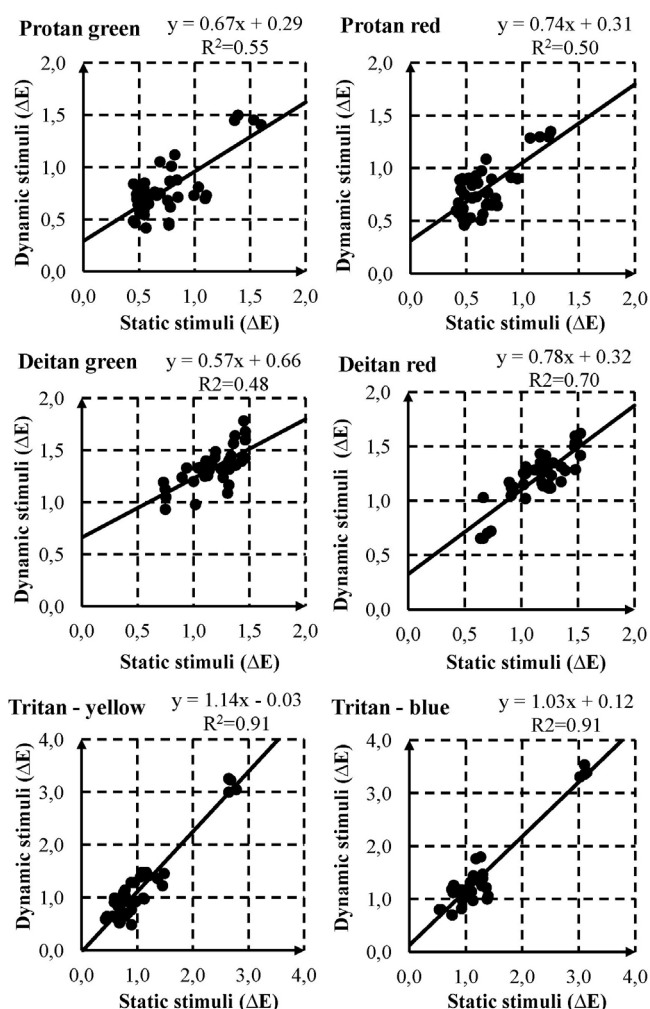 Protan green
y = 0.67x + 0.29
R²=0.55
Dynamic stimuli (ΔE)
2,0
1,5
1,0
0,5
0,0
0,0 0,5 1,0 1,5 2,0
Static stimuli (ΔE)
Protan red
y = 0.74x + 0.31
R²=0.50
Dynamic stimuli (ΔE)
2,0
1,5
1,0
0,5
0,0
0,0 0,5 1,0 1,5 2,0
Static stimuli (ΔE)
Deitan green
y = 0.57x + 0.66
R2=0.48
Dynamic stimuli (ΔE)
2,0
1,5
1,0
0,5
0,0
0,0 0,5 1,0 1,5 2,0
Static stimuli (ΔE)
Deitan red
y = 0.78x + 0.32
R2=0.70
Dynamic stimuli (ΔE)
2,0
1,5
1,0
0,5
0,0
0,0 0,5 1,0 1,5 2,0
Static stimuli (ΔE)
Tritan - yellow
y = 1.14x - 0.03
R²=0.91
Dynamic stimuli (ΔE)
4,0
3,0
2,0
1,0
0,0
0,0 1,0 2,0 3,0 4,0
Static stimuli (ΔE)
Tritan - blue
y = 1.03x + 0.12
R2=0.91
Dynamic stimuli (ΔE)
4,0
3,0
2,0
1,0
0,0
0,0 1,0 2,0 3,0 4,0
Static stimuli (ΔE)